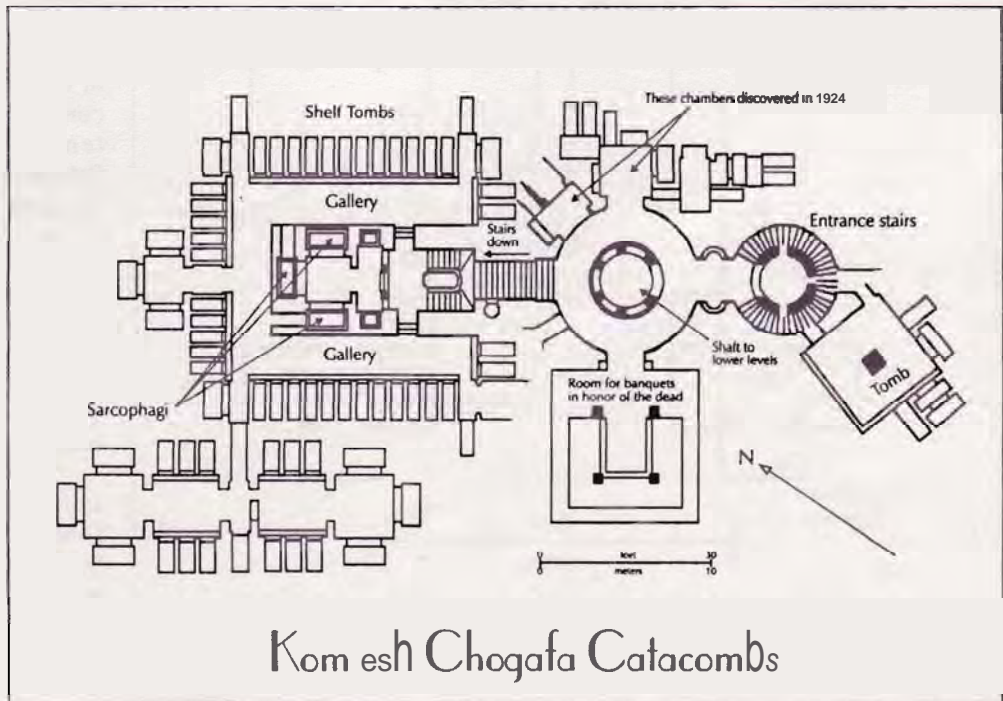 These chambers discovered in 1924
Shelf Tombs
Gallery
Stairs
down
Entrance stairs
Shaft to
lower levels
Gallery
Room for banquets
in honor of the dead
Tomb
Sarcophagi
N
0 feet 30
0 meters 10
Kom esh Chogafa Catacombs